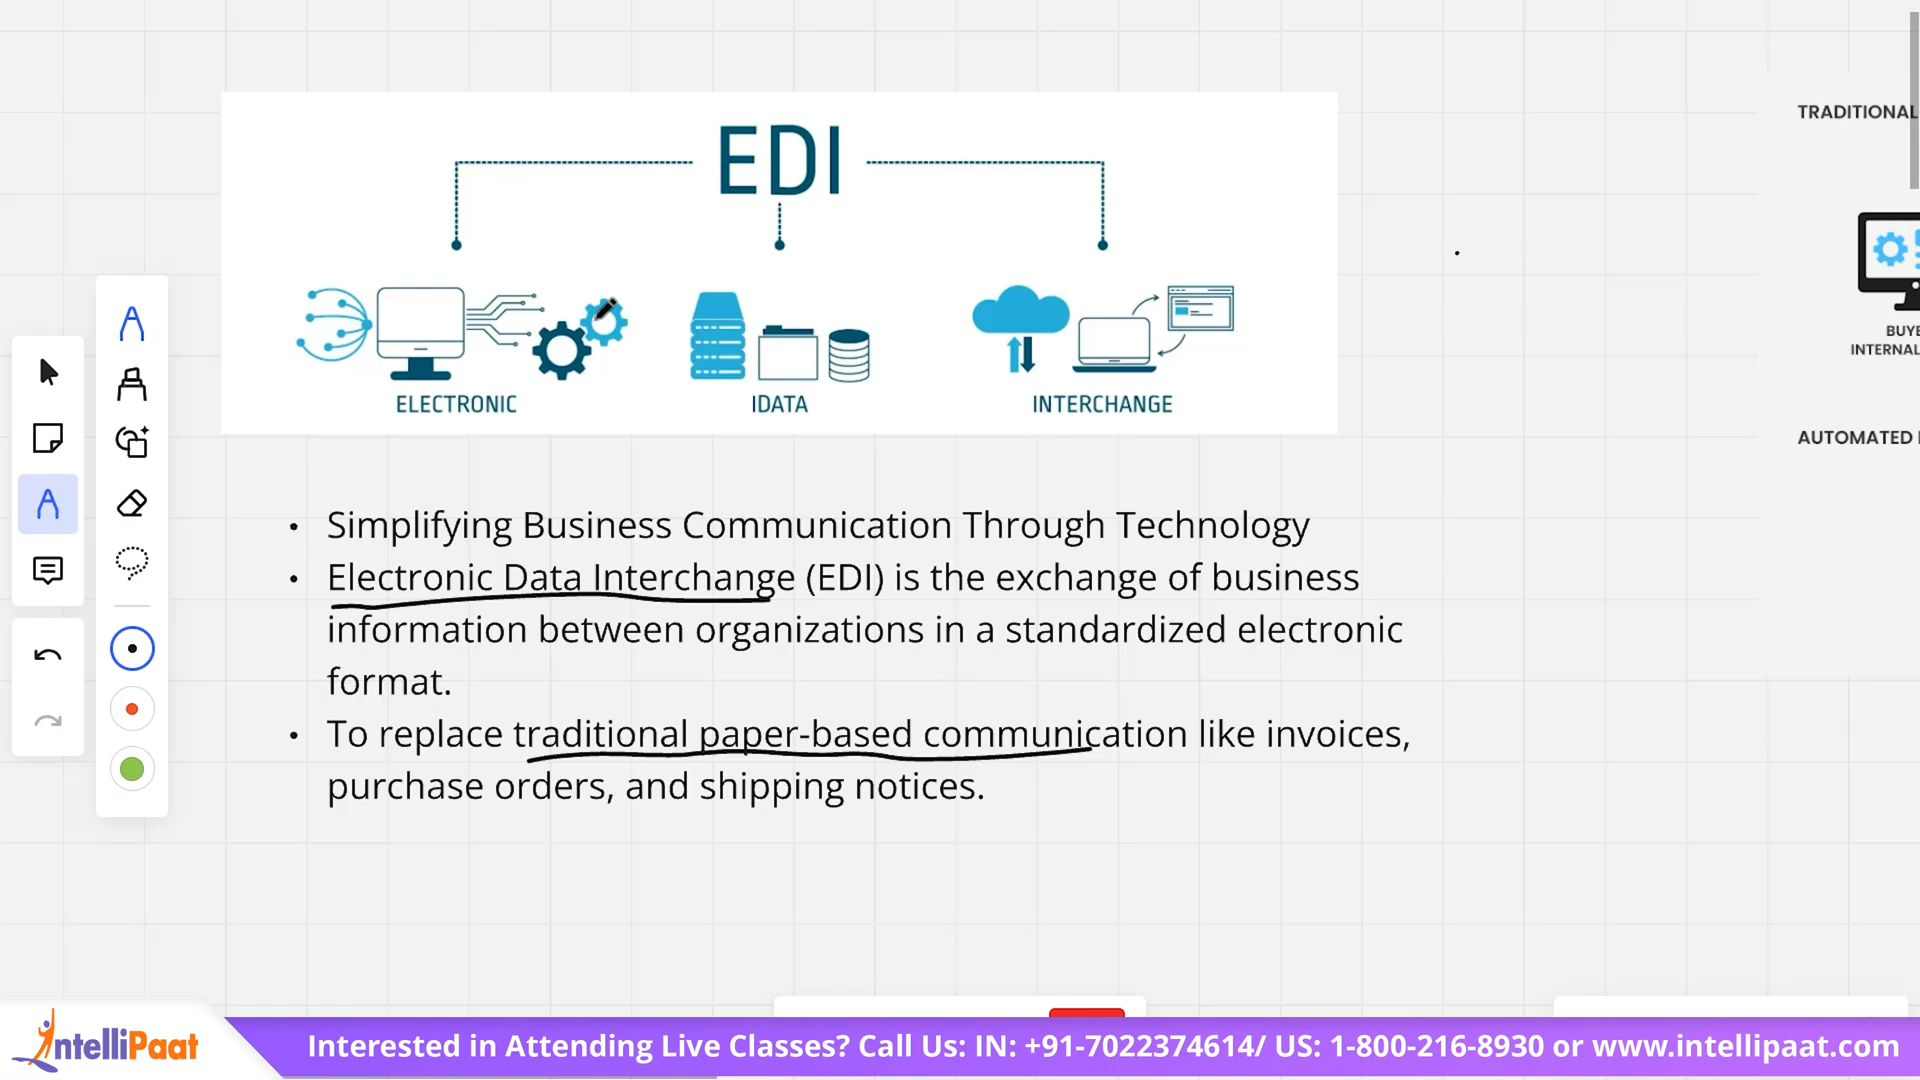 TRADITIONAL
EDI
ELECTRONIC
IDATA
INTERCHANGE
BUYE
INTERNAL
AUTOMATED
• Simplifying Business Communication Through Technology
• Electronic Data Interchange (EDI) is the exchange of business
information between organizations in a standardized electronic
format.
• To replace traditional paper-based communication like invoices,
purchase orders, and shipping notices.
IntelliPaat
Interested in Attending Live Classes? Call Us: IN: +91-7022374614/ US: 1-800-216-8930 or www.intellipaat.com